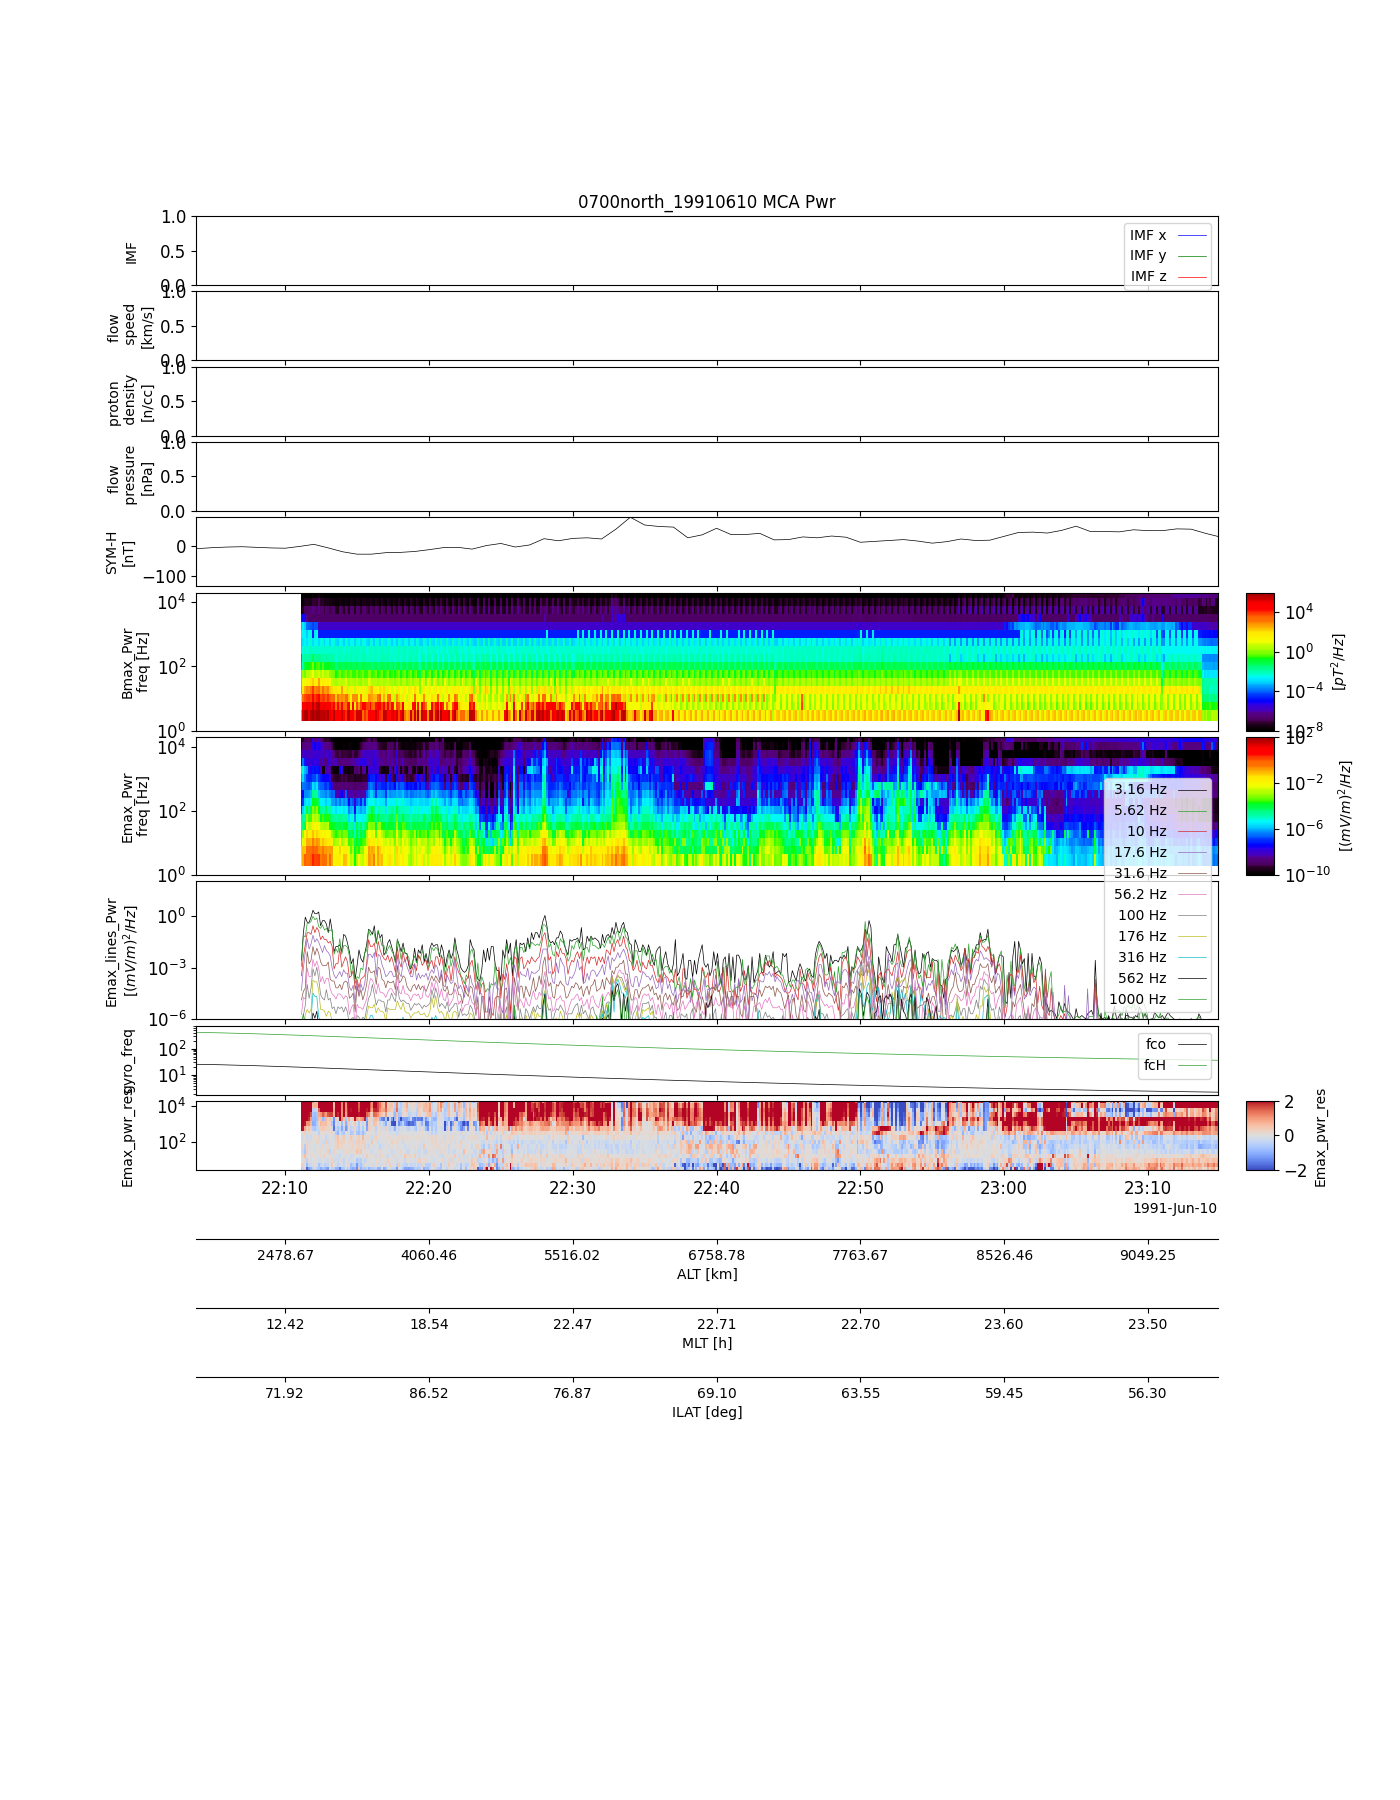 0700north_19910610 MCA Pwr
1.0
0.5
0.0
IMF
IMF x
IMF y
IMF z
1.0
0.5
0.0
flow
speed
[km/s]
1.0
0.5
0.0
proton
density
[n/cc]
1.0
0.5
0.0
flow
pressure
[nPa]
0
−100
SYM-H
[nT]
10^4
10^2
10^0
Bmax_Pwr
freq [Hz]
10^4
10^0
10^-4
10^-8
[pT^2/Hz]
10^4
10^2
10^0
Emax_Pwr
freq [Hz]
10^2
10^-2
10^-6
10^-10
[(mV/m)^2/Hz]
3.16 Hz
5.62 Hz
10 Hz
17.6 Hz
31.6 Hz
56.2 Hz
100 Hz
176 Hz
316 Hz
562 Hz
1000 Hz
10^0
10^-3
10^-6
Emax_lines_Pwr
[(mV/m)^2/Hz]
10^2
10^1
gyro_freq
fco
fcH
10^4
10^2
Emax_pwr_res
2
0
−2
Emax_pwr_res
22:10 22:20 22:30 22:40 22:50 23:00 23:10
1991-Jun-10
2478.67 4060.46 5516.02 6758.78 7763.67 8526.46 9049.25
ALT [km]
12.42 18.54 22.47 22.71 22.70 23.60 23.50
MLT [h]
71.92 86.52 76.87 69.10 63.55 59.45 56.30
ILAT [deg]